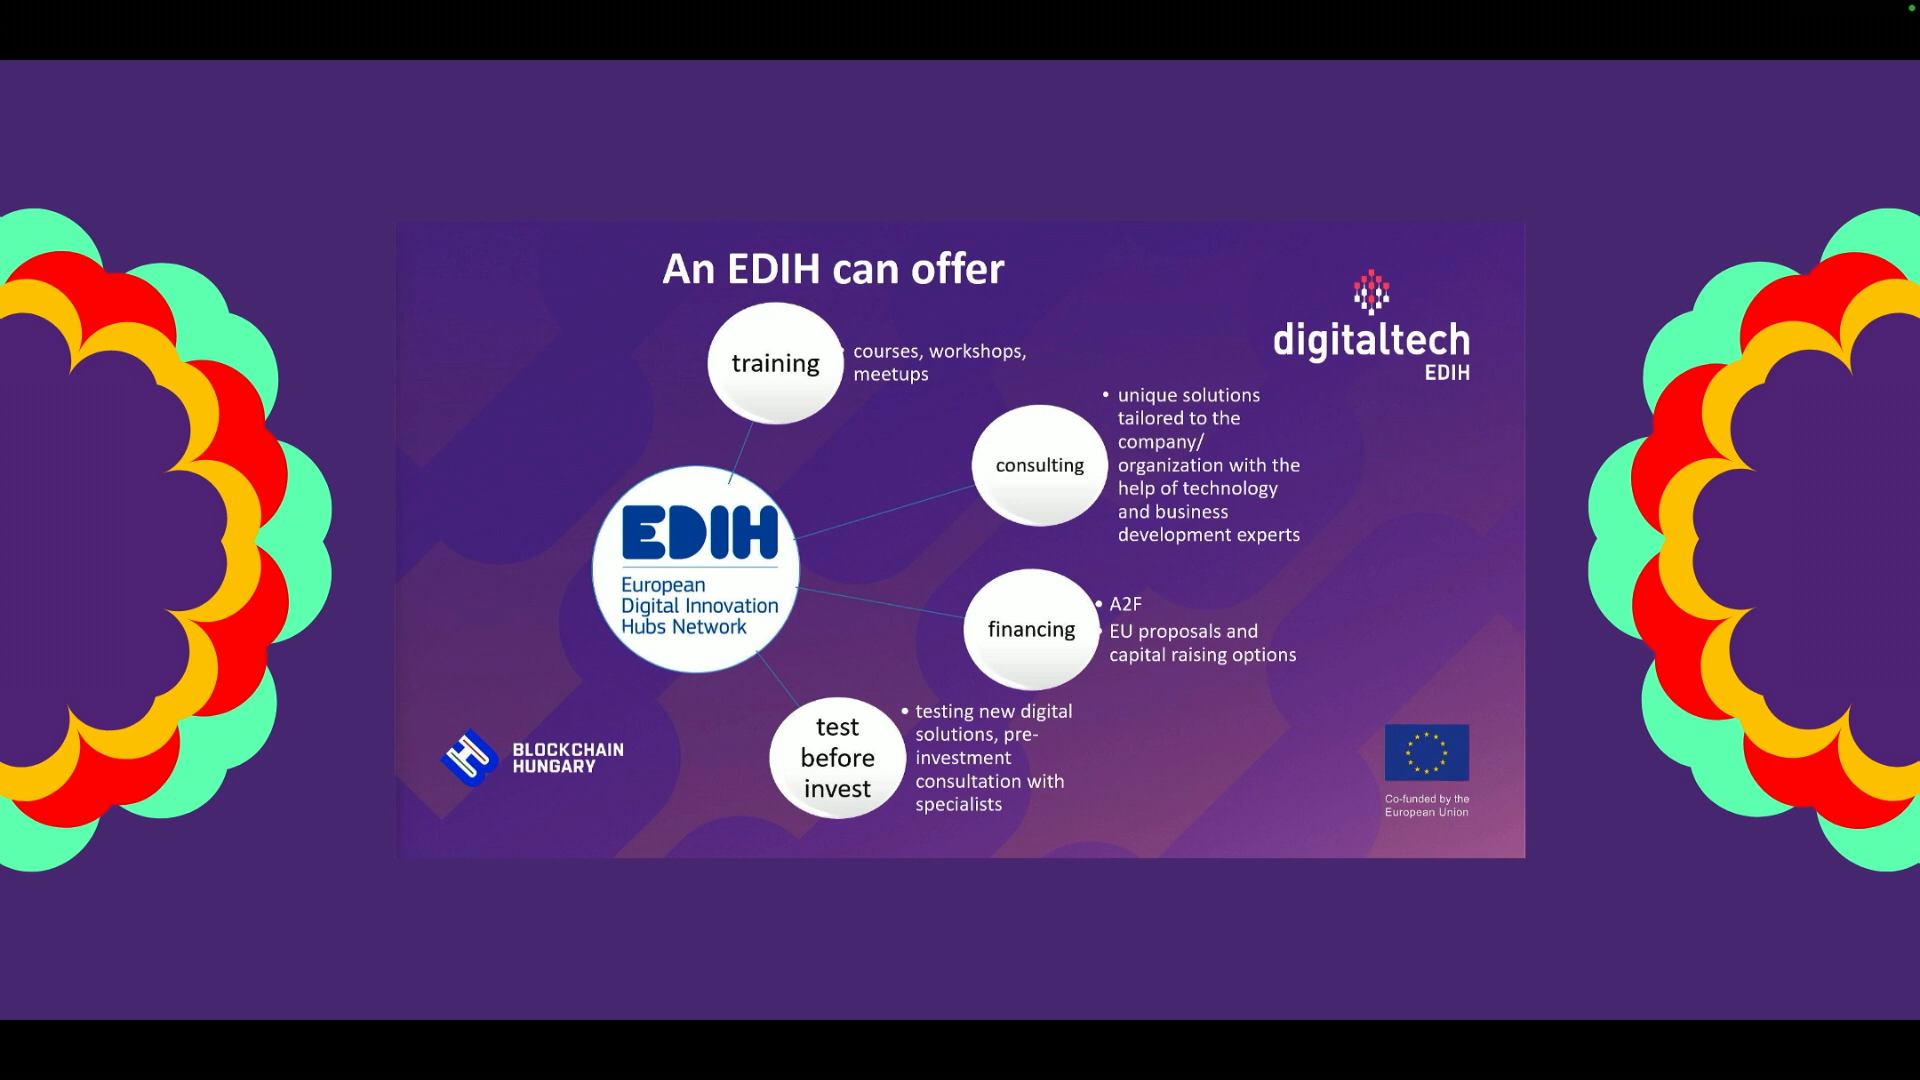 An EDIH can offer
digitaltech
EDIH
training
courses, workshops,
meetups
consulting
• unique solutions
tailored to the
company/
organization with the
help of technology
and business
development experts
EDIH
European
Digital Innovation
Hubs Network
financing
• A2F
• EU proposals and
capital raising options
test
before
invest
• testing new digital
solutions, pre-
investment
consultation with
specialists
BLOCKCHAIN
HUNGARY
Co-funded by the
European Union